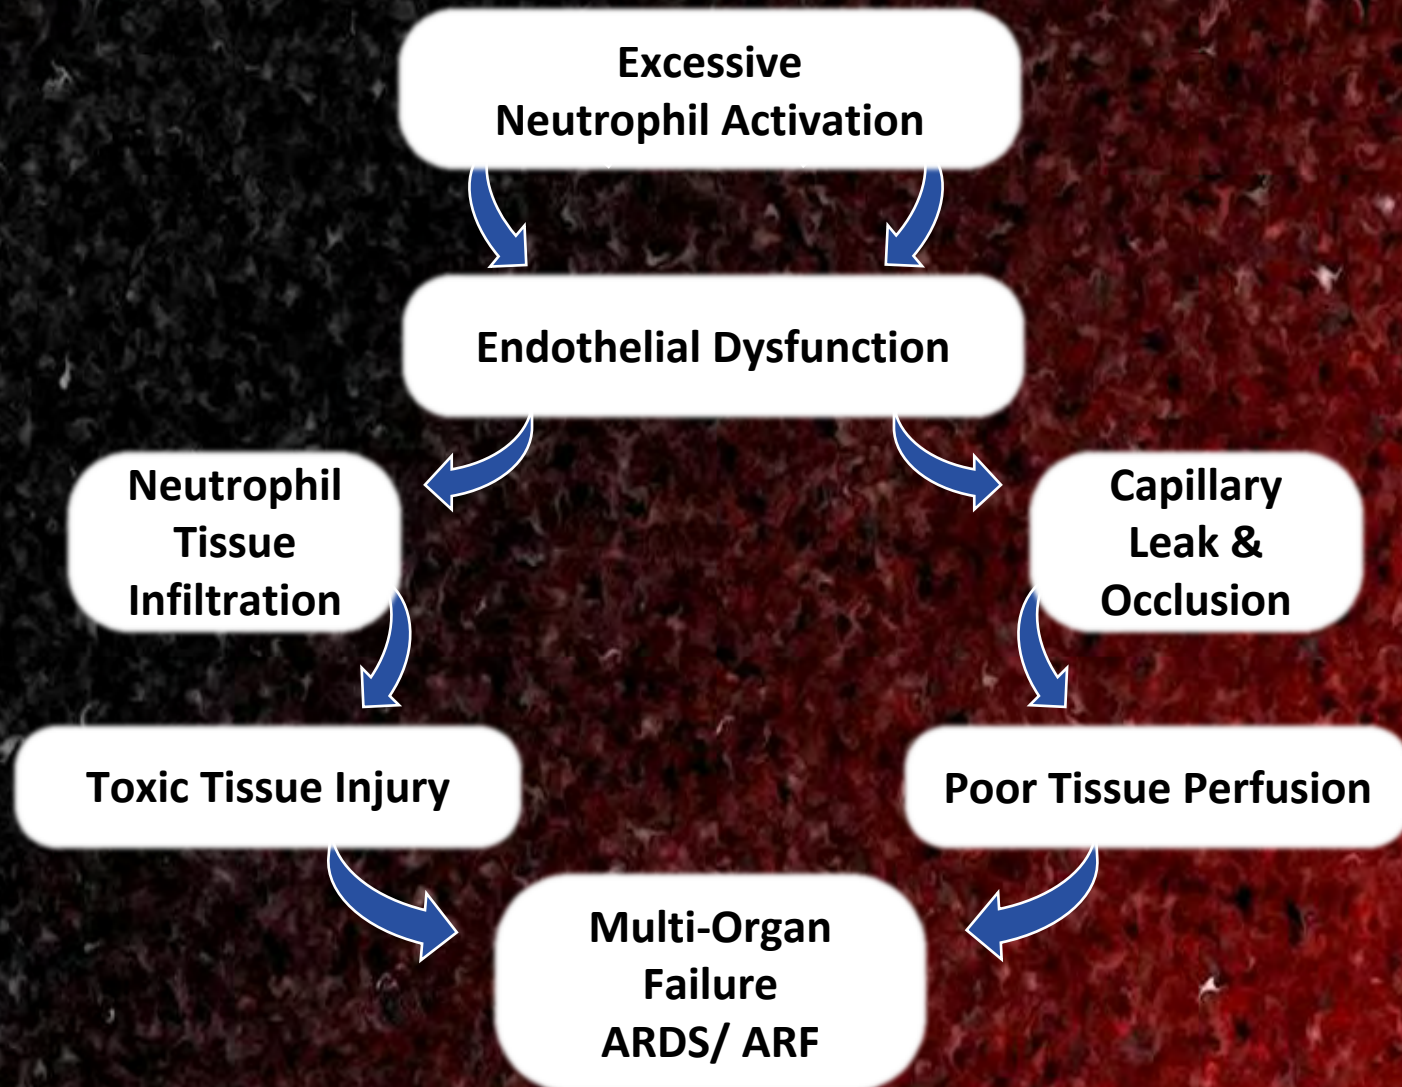 Excessive
Neutrophil Activation
Endothelial Dysfunction
Neutrophil
Tissue
Infiltration
Capillary
Leak &
Occlusion
Toxic Tissue Injury
Poor Tissue Perfusion
Multi-Organ
Failure
ARDS/ ARF